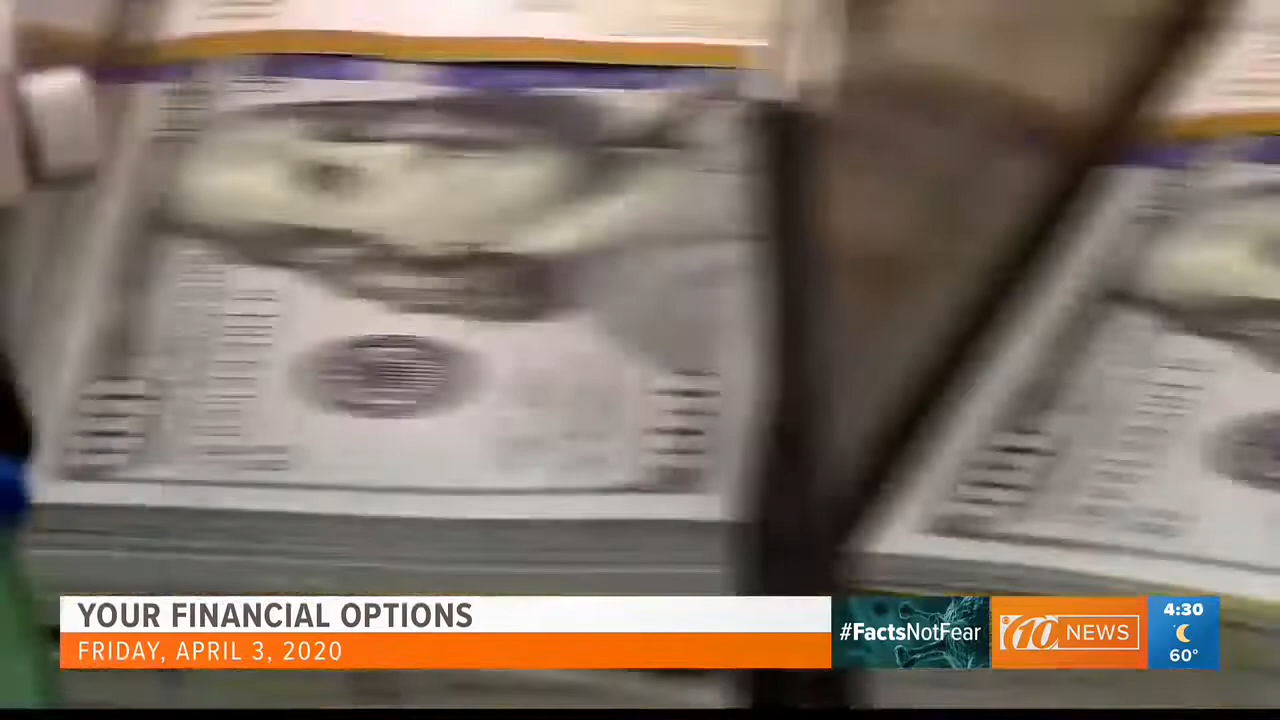 YOUR FINANCIAL OPTIONS
FRIDAY, APRIL 3, 2020
#FactsNotFear
10 NEWS
4:30
60°